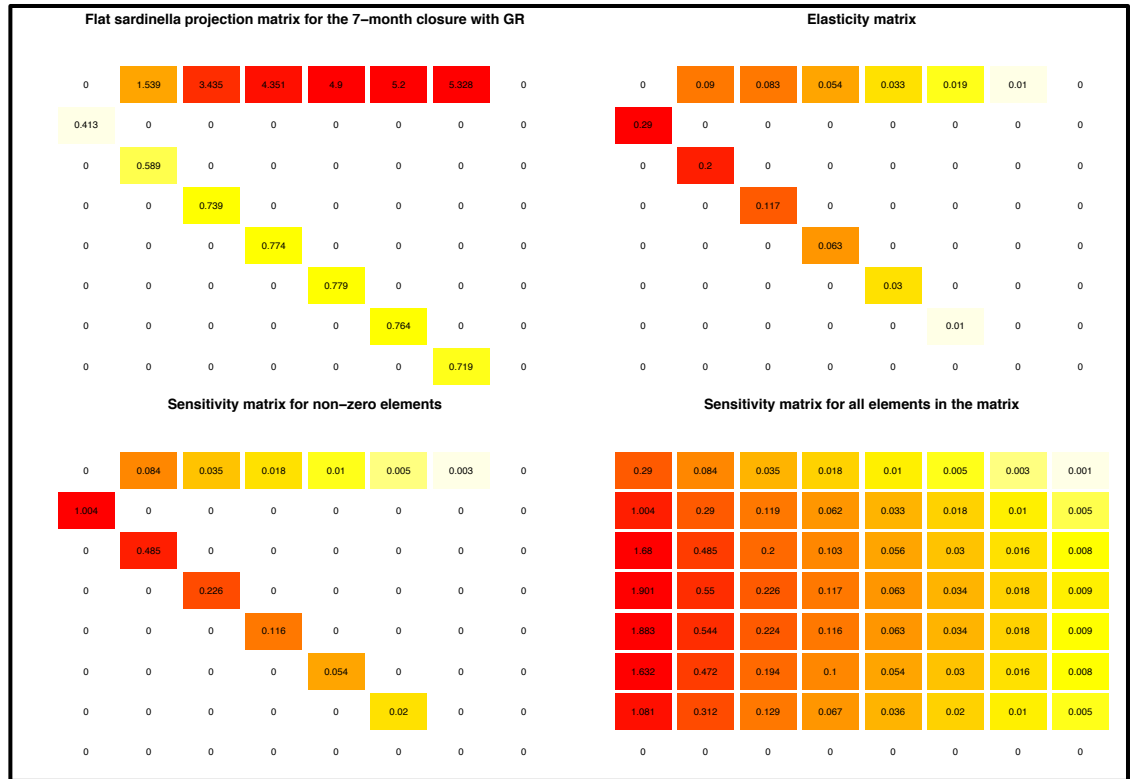 Flat sardinella projection matrix for the 7−month closure with GR
0 1.539 3.435 4.351 4.9 5.2 5.328 0
0.413 0 0 0 0 0 0 0
0 0.589 0 0 0 0 0 0
0 0 0.739 0 0 0 0 0
0 0 0 0.774 0 0 0 0
0 0 0 0 0.779 0 0 0
0 0 0 0 0 0.764 0 0
0 0 0 0 0 0 0.719 0
Elasticity matrix
0 0.09 0.083 0.054 0.033 0.019 0.01 0
0.29 0 0 0 0 0 0 0
0 0.2 0 0 0 0 0 0
0 0 0.117 0 0 0 0 0
0 0 0 0.063 0 0 0 0
0 0 0 0 0.03 0 0 0
0 0 0 0 0 0.01 0 0
0 0 0 0 0 0 0 0
Sensitivity matrix for non−zero elements
0 0.084 0.035 0.018 0.01 0.005 0.003 0
1.004 0 0 0 0 0 0 0
0 0.485 0 0 0 0 0 0
0 0 0.226 0 0 0 0 0
0 0 0 0.116 0 0 0 0
0 0 0 0 0.054 0 0 0
0 0 0 0 0 0.02 0 0
0 0 0 0 0 0 0 0
Sensitivity matrix for all elements in the matrix
0.29 0.084 0.035 0.018 0.01 0.005 0.003 0.001
1.004 0.29 0.119 0.062 0.033 0.018 0.01 0.005
1.68 0.485 0.2 0.103 0.056 0.03 0.016 0.008
1.901 0.55 0.226 0.117 0.063 0.034 0.018 0.009
1.883 0.544 0.224 0.116 0.063 0.034 0.018 0.009
1.632 0.472 0.194 0.1 0.054 0.03 0.016 0.008
1.081 0.312 0.129 0.067 0.036 0.02 0.01 0.005
0 0 0 0 0 0 0 0